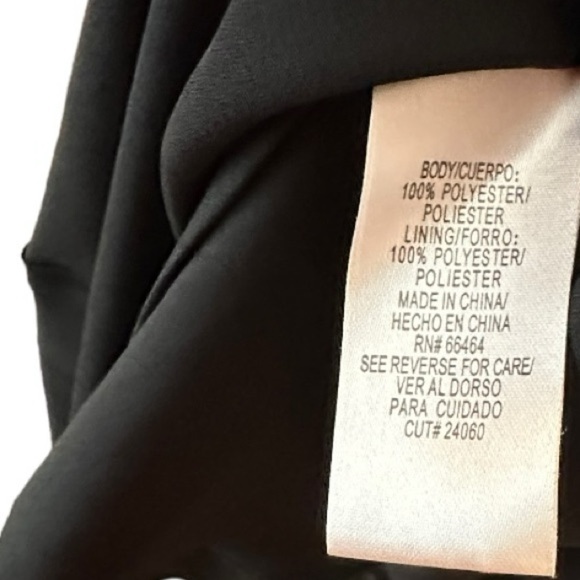 BODY/CUERPO:
100% POLYESTER/
POLIESTER
LINING/FORRO:
100% POLYESTER/
POLIESTER
MADE IN CHINA/
HECHO EN CHINA
RN# 66464
SEE REVERSE FOR CARE/
VER AL DORSO
PARA CUIDADO
CUT# 24060